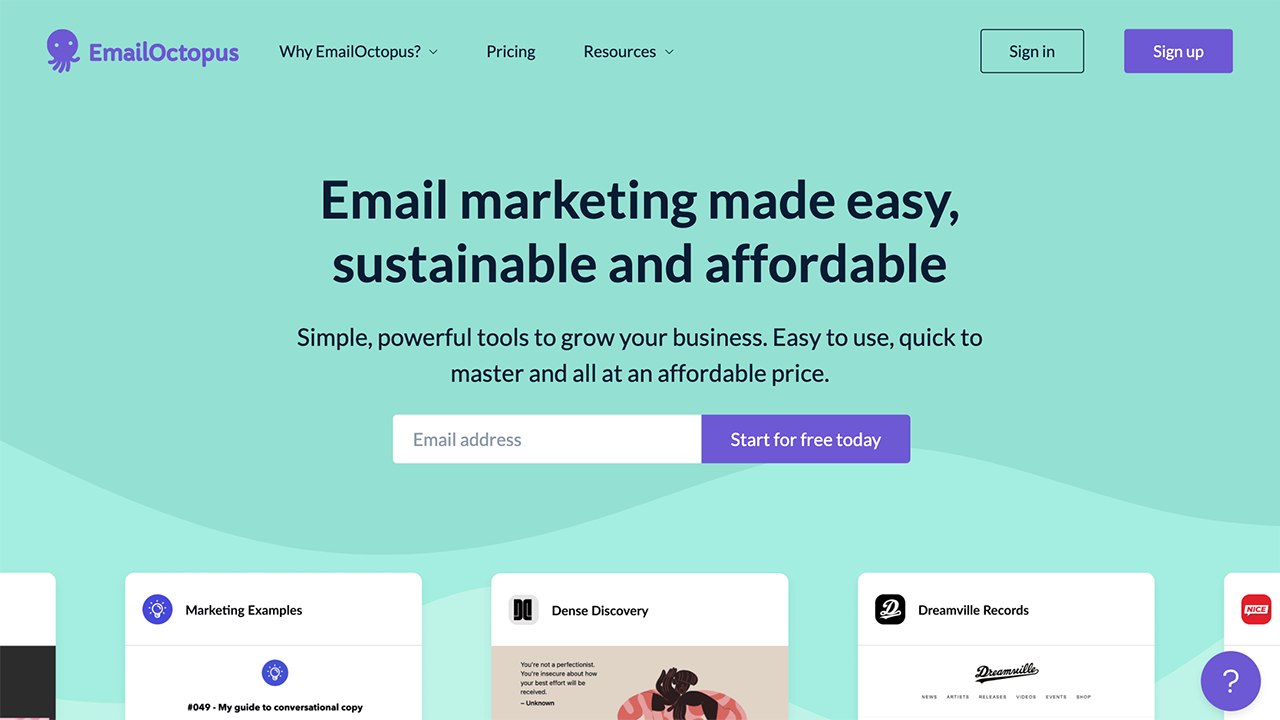 EmailOctopus
Why EmailOctopus?
Pricing
Resources
Sign in
Sign up
Email marketing made easy,
sustainable and affordable
Simple, powerful tools to grow your business. Easy to use, quick to
master and all at an affordable price.
Email address
Start for free today
Marketing Examples
#049 - My guide to conversational copy
Dense Discovery
You're not a perfectionist.
You're insecure about how
your best effort will be
received.
– Unknown
Dreamville Records
Dreamville
NEWS ARTISTS RELEASES VIDEOS EVENTS SHOP
NICE
?